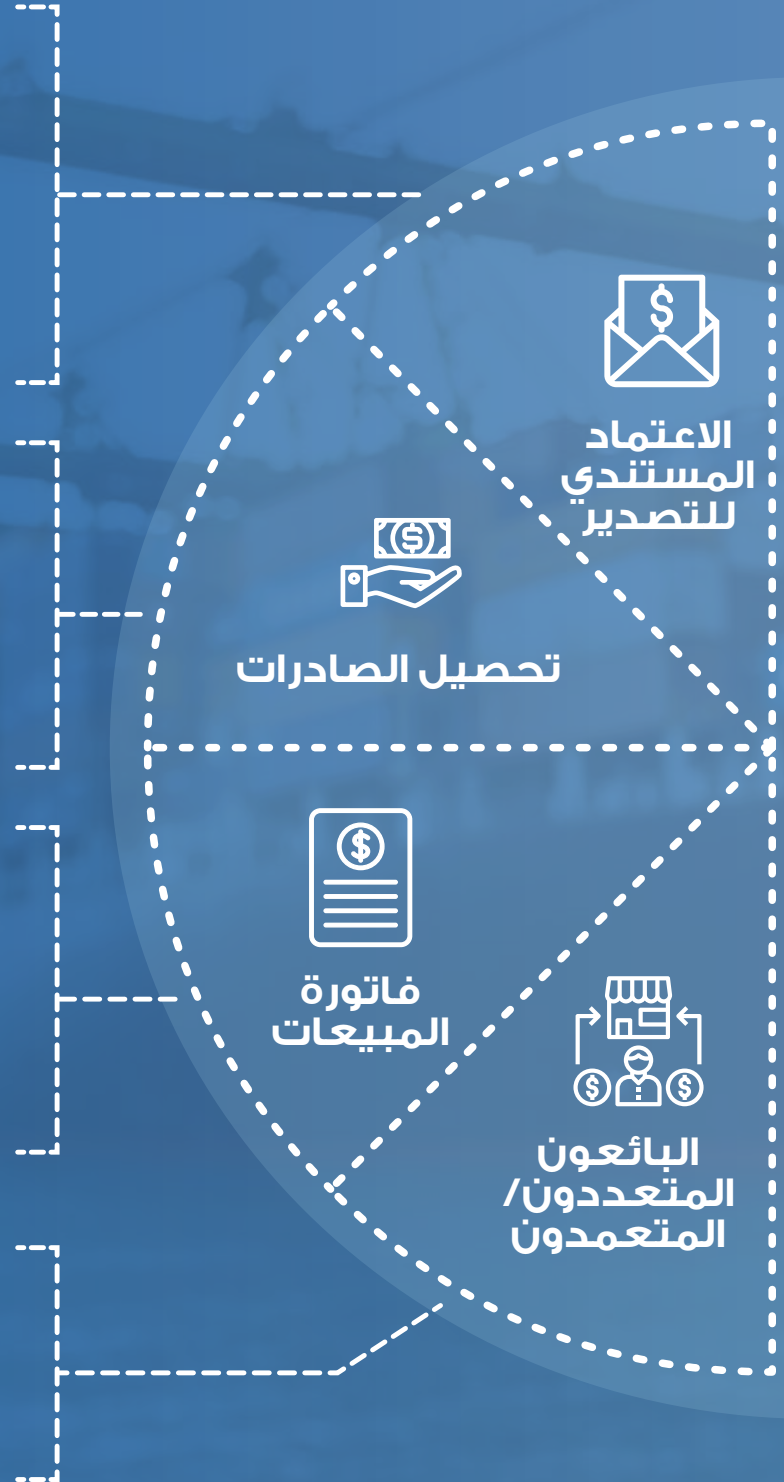 الاعتماد
المستندي
للتصدير
تحصيل الصادرات
فاتورة
المبيعات
البائعون
المتعددون/
المتعمدون